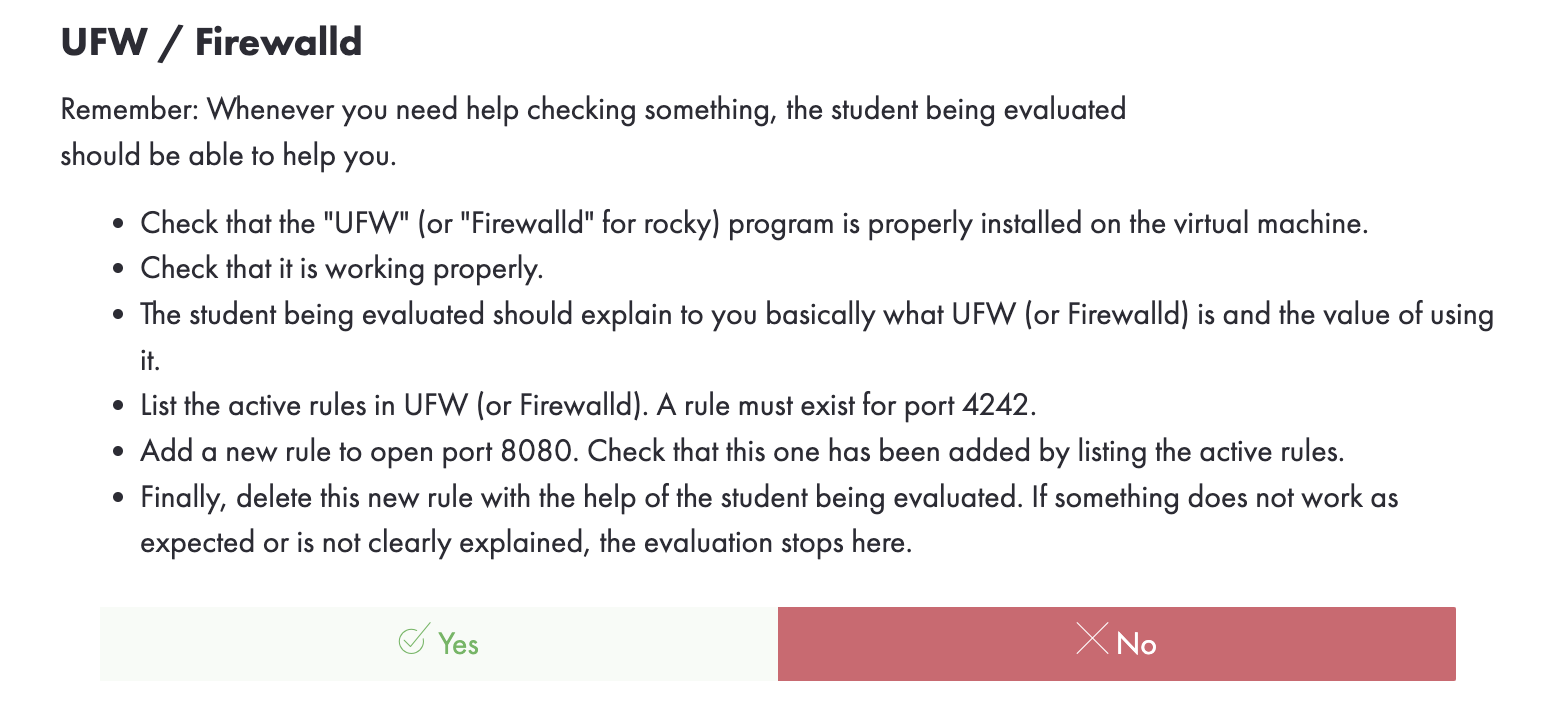 UFW / Firewalld
Remember: Whenever you need help checking something, the student being evaluated
should be able to help you.
• Check that the "UFW" (or "Firewalld" for rocky) program is properly installed on the virtual machine.
• Check that it is working properly.
• The student being evaluated should explain to you basically what UFW (or Firewalld) is and the value of using
it.
• List the active rules in UFW (or Firewalld). A rule must exist for port 4242.
• Add a new rule to open port 8080. Check that this one has been added by listing the active rules.
• Finally, delete this new rule with the help of the student being evaluated. If something does not work as
expected or is not clearly explained, the evaluation stops here.
Yes
No